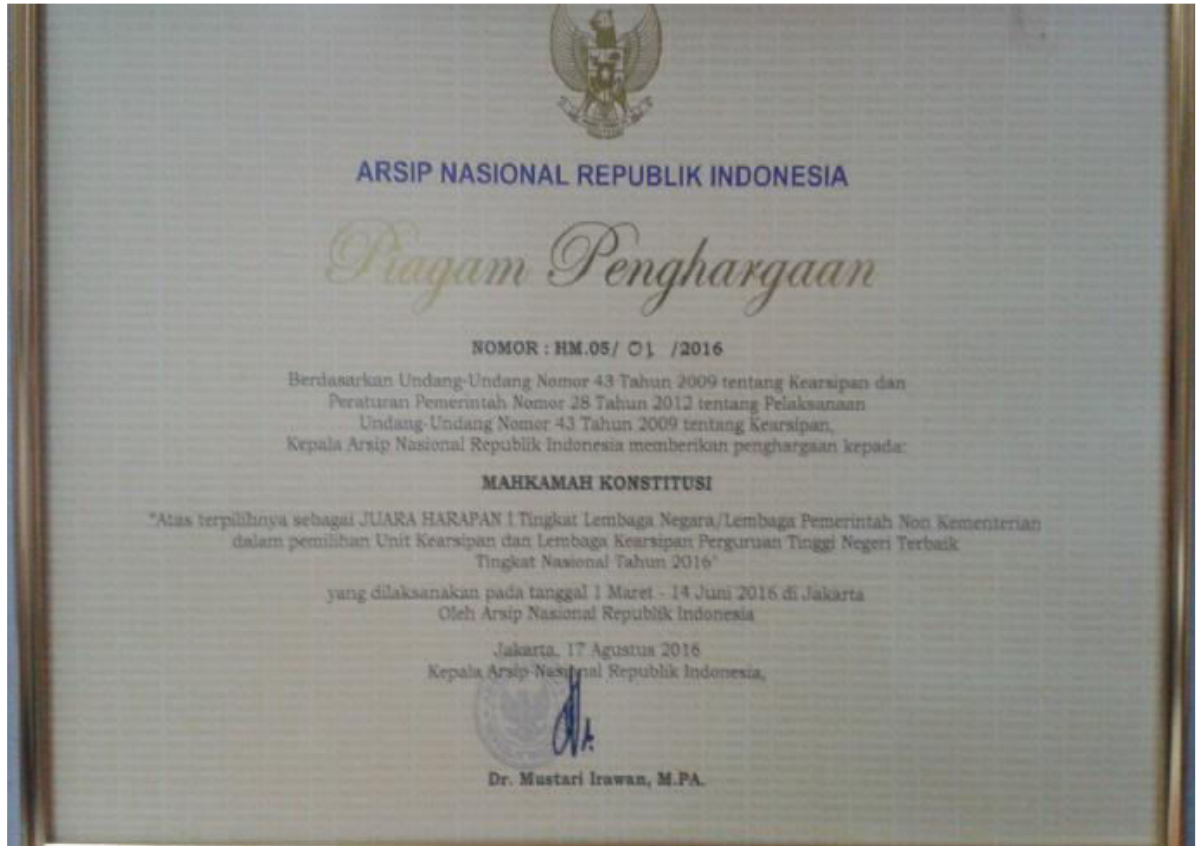 ARSIP NASIONAL REPUBLIK INDONESIA
Piagam Penghargaan
NOMOR : HM.05/ 01 /2016
Berdasarkan Undang-Undang Nomor 43 Tahun 2009 tentang Kearsipan dan
Peraturan Pemerintah Nomor 28 Tahun 2012 tentang Pelaksanaan
Undang-Undang Nomor 43 Tahun 2009 tentang Kearsipan,
Kepala Arsip Nasional Republik Indonesia memberikan penghargaan kepada:
MAHKAMAH KONSTITUSI
"Atas terpilihnya sebagai JUARA HARAPAN I Tingkat Lembaga Negara/Lembaga Pemerintah Non Kementerian
dalam pemilihan Unit Kearsipan dan Lembaga Kearsipan Perguruan Tinggi Negeri Terbaik
Tingkat Nasional Tahun 2016"
yang dilaksanakan pada tanggal 1 Maret - 14 Juni 2016 di Jakarta
Oleh Arsip Nasional Republik Indonesia
Jakarta, 17 Agustus 2016
Kepala Arsip Nasional Republik Indonesia,
Dr. Mustari Irawan, M.PA.